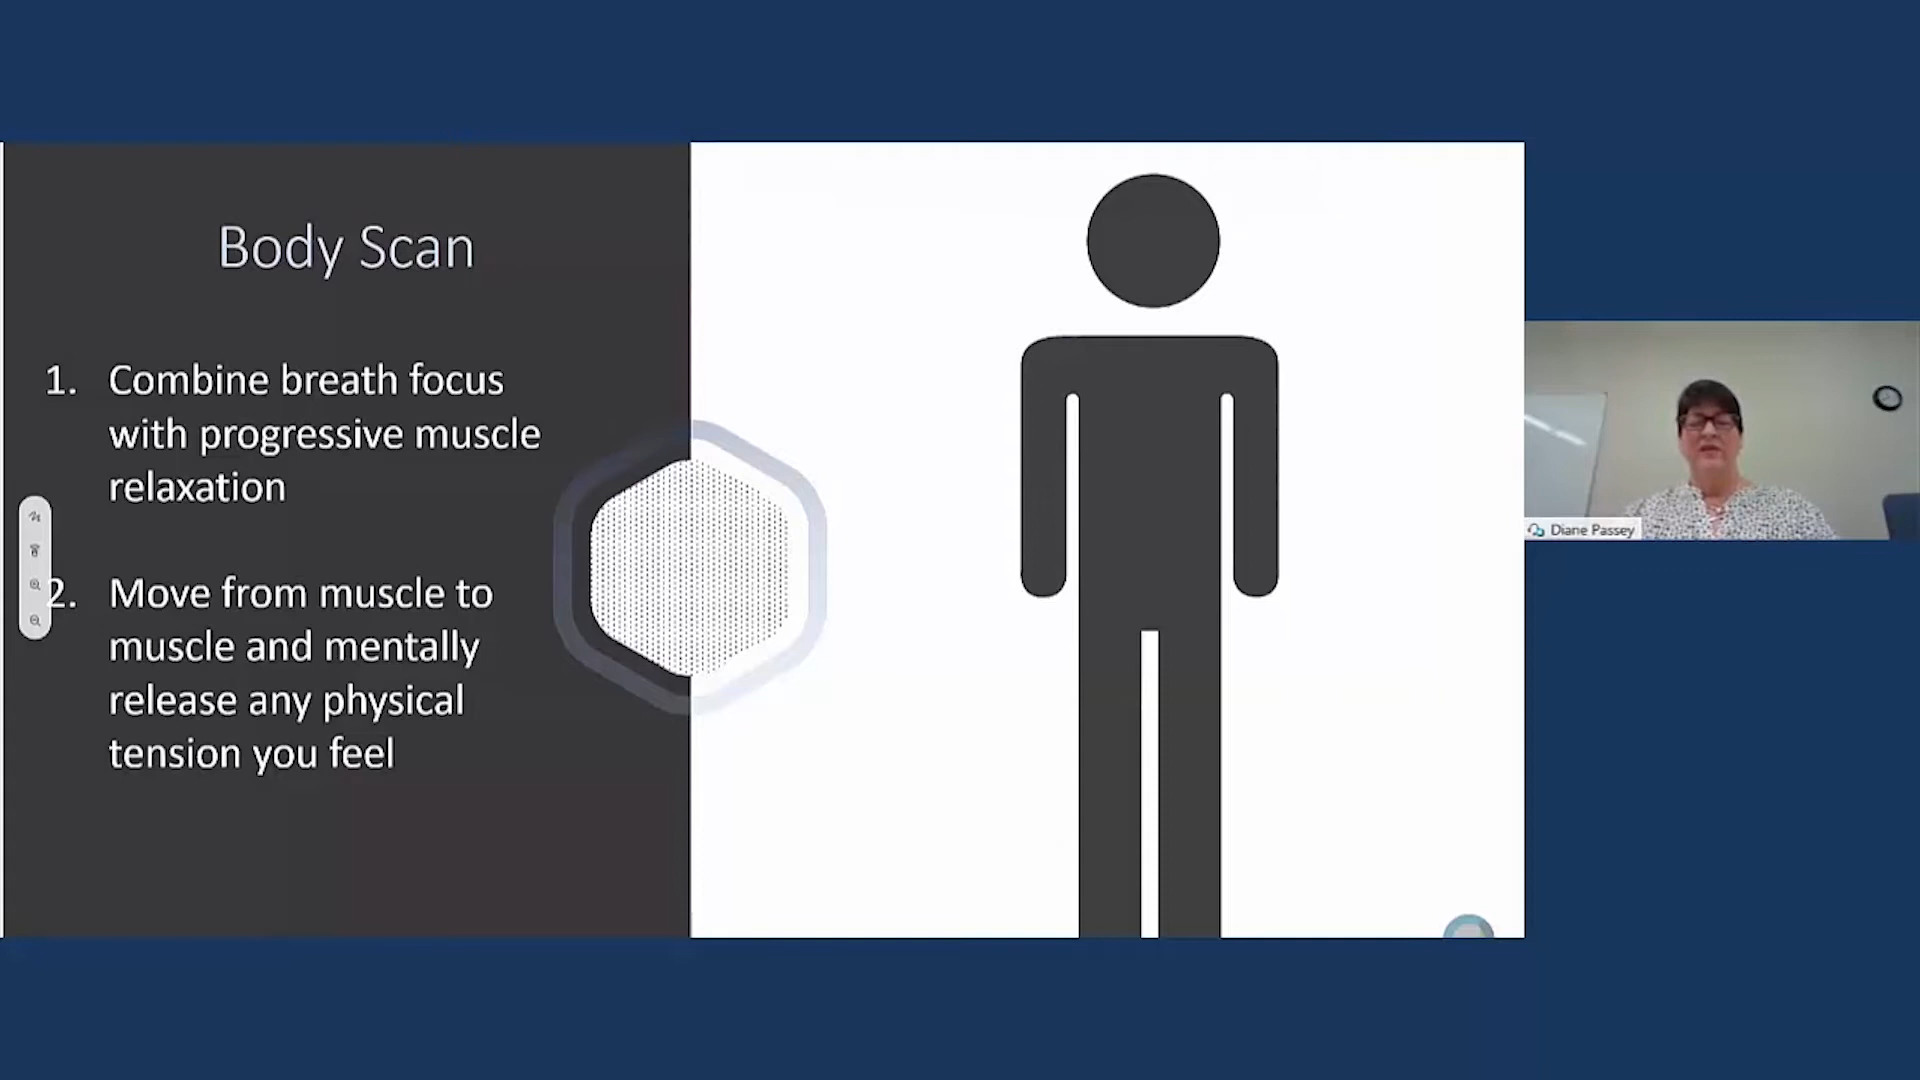 Body Scan
1. Combine breath focus
with progressive muscle
relaxation
2. Move from muscle to
muscle and mentally
release any physical
tension you feel
Diane Passey